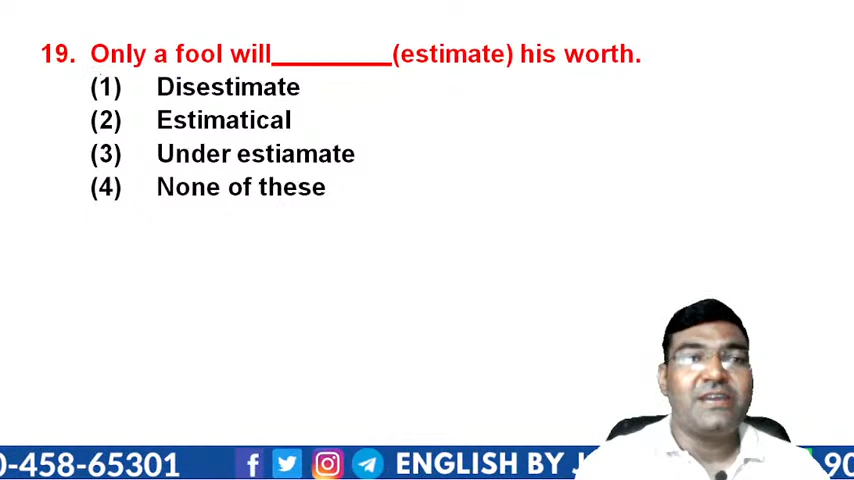 19. Only a fool will_________(estimate) his worth.
(1) Disestimate
(2) Estimatical
(3) Under estiamate
(4) None of these
0-458-65301 ENGLISH BY J 90